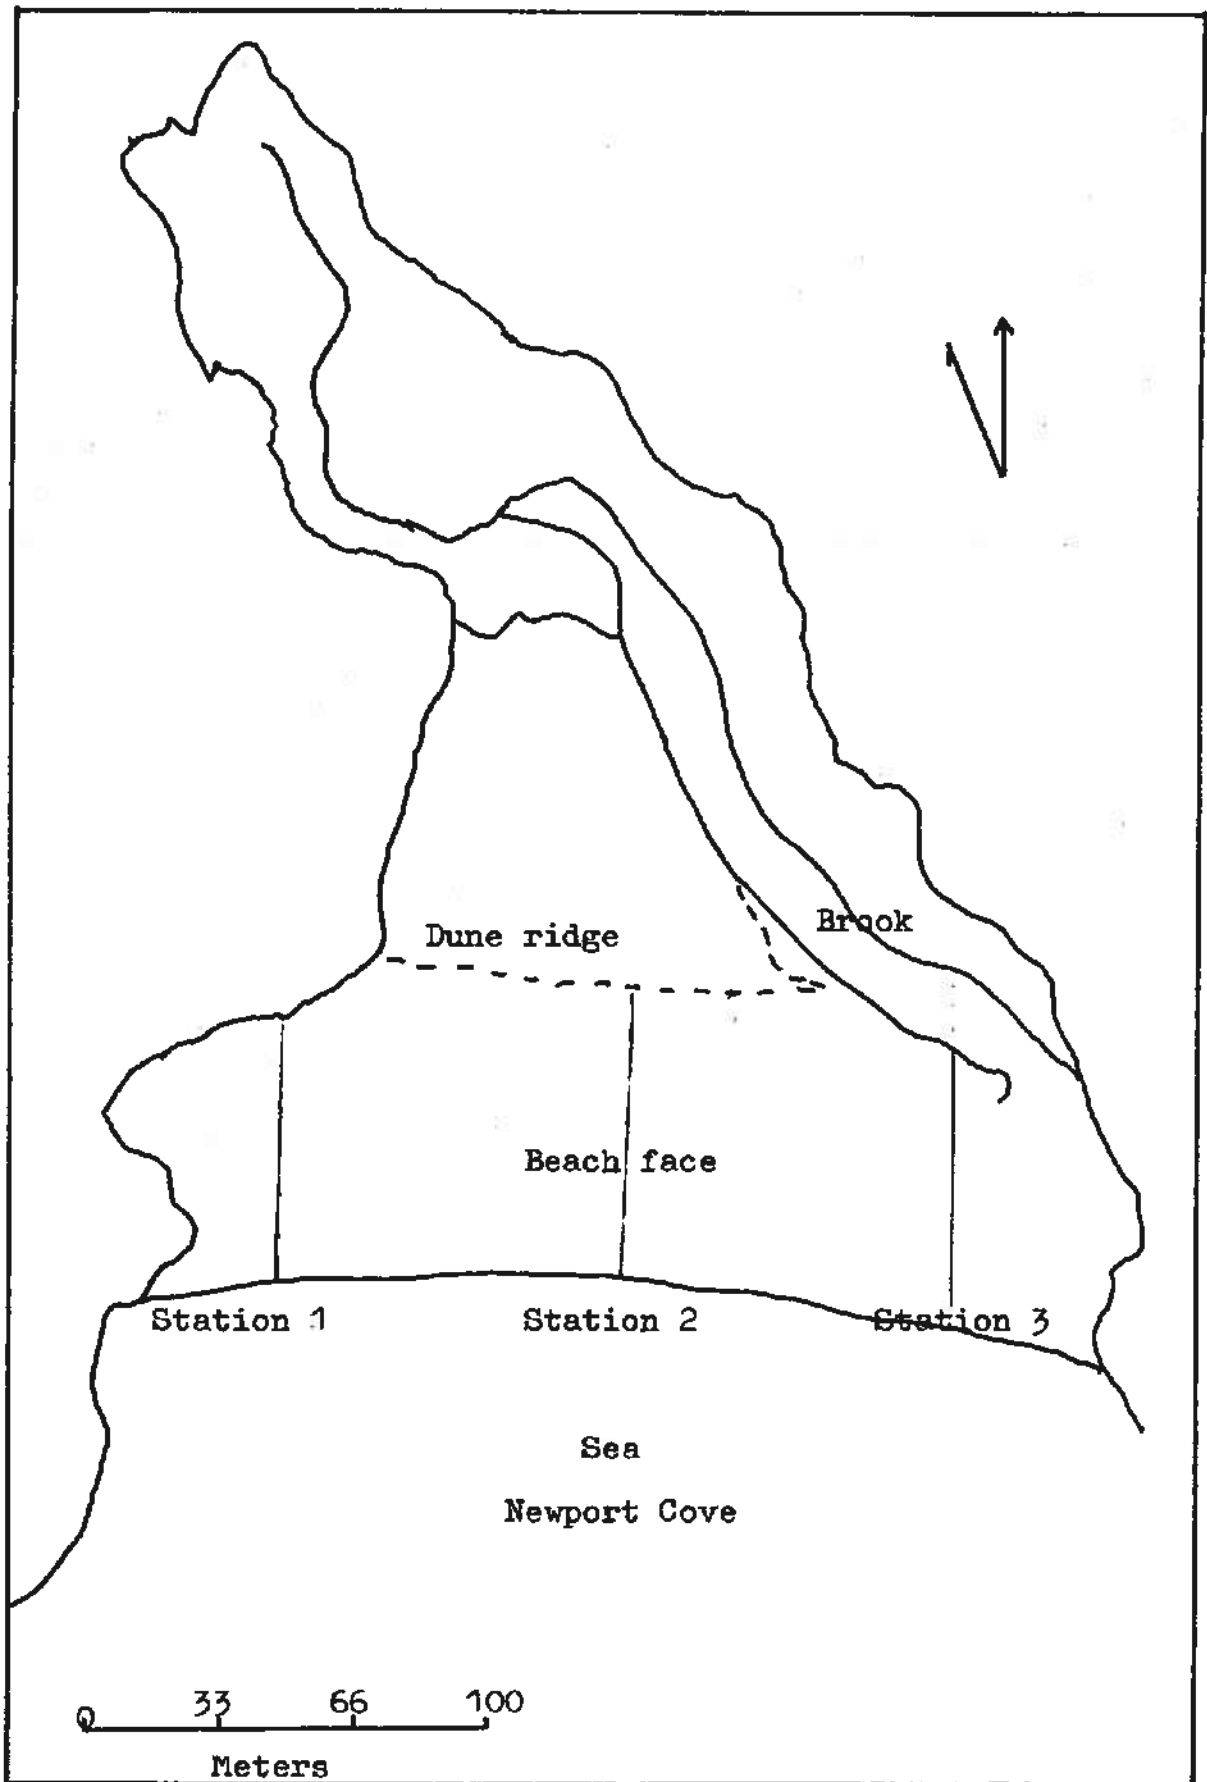 Dune ridge
Brook
Beach face
Station 1
Station 2
Station 3
Sea
Newport Cove
0 33 66 100
Meters